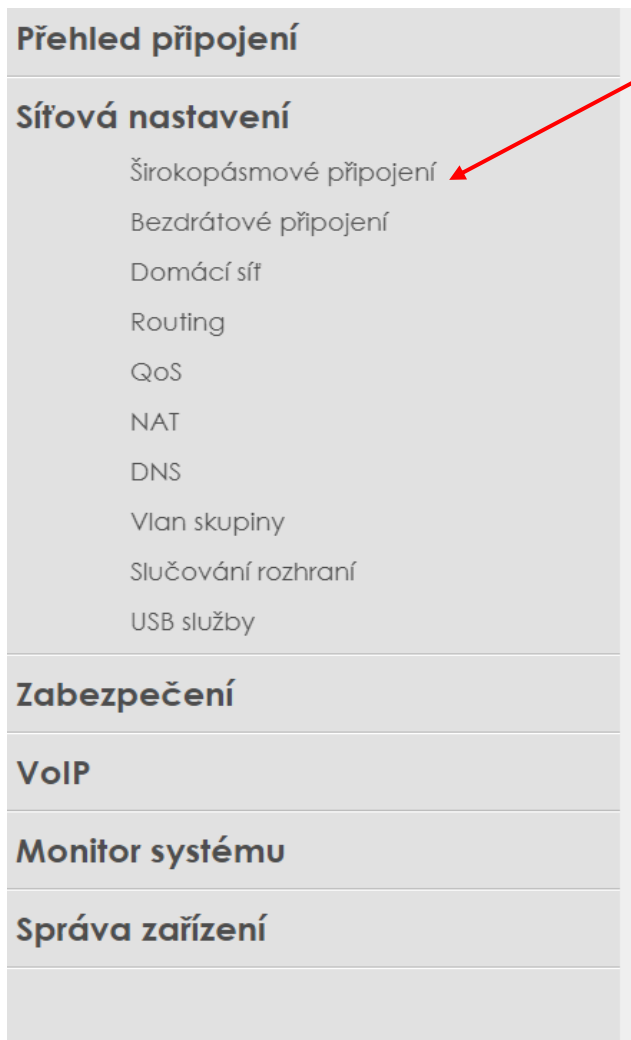 Přehled připojení
Síťová nastavení
Širokopásmové připojení
Bezdrátové připojení
Domácí síť
Routing
QoS
NAT
DNS
Vlan skupiny
Slučování rozhraní
USB služby
Zabezpečení
VoIP
Monitor systému
Správa zařízení